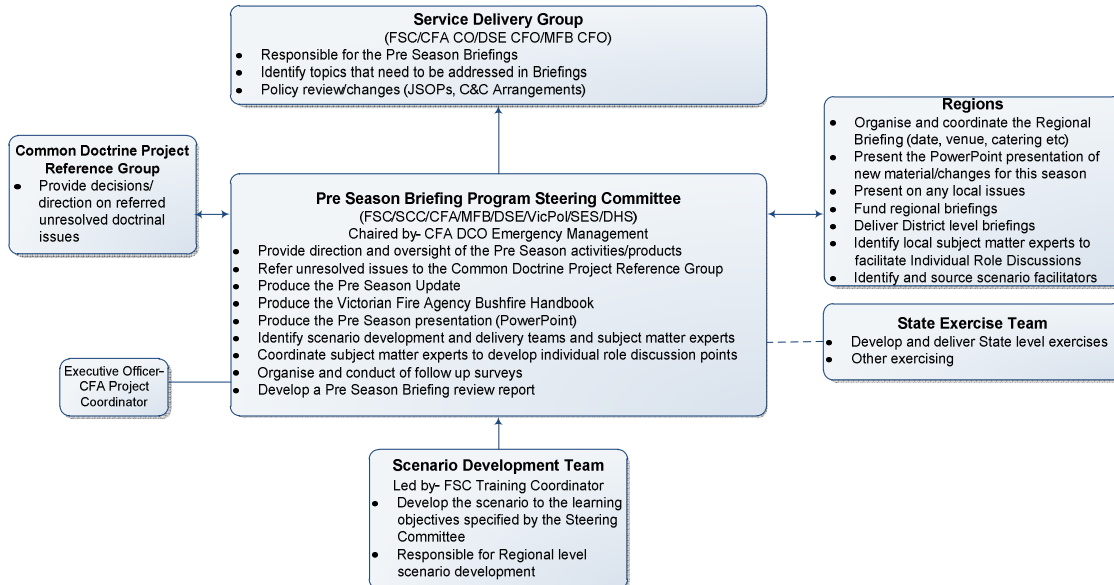 Service Delivery Group
(FSC/CFA CO/DSE CFO/MFB CFO)
• Responsible for the Pre Season Briefings
• Identify topics that need to be addressed in Briefings
• Policy review/changes (JSOPs, C&C Arrangements)
Common Doctrine Project
Reference Group
• Provide decisions/
direction on referred
unresolved doctrinal
issues
Pre Season Briefing Program Steering Committee
(FSC/SCC/CFA/MFB/DSE/VicPol/SES/DHS)
Chaired by- CFA DCO Emergency Management
• Provide direction and oversight of the Pre Season activities/products
• Refer unresolved issues to the Common Doctrine Project Reference Group
• Produce the Pre Season Update
• Produce the Victorian Fire Agency Bushfire Handbook
• Produce the Pre Season presentation (PowerPoint)
• Identify scenario development and delivery teams and subject matter experts
• Coordinate subject matter experts to develop individual role discussion points
• Organise and conduct of follow up surveys
• Develop a Pre Season Briefing review report
Regions
• Organise and coordinate the Regional
Briefing (date, venue, catering etc)
• Present the PowerPoint presentation of
new material/changes for this season
• Present on any local issues
• Fund regional briefings
• Deliver District level briefings
• Identify local subject matter experts to
facilitate Individual Role Discussions
• Identify and source scenario facilitators
State Exercise Team
• Develop and deliver State level exercises
• Other exercising
Executive Officer–
CFA Project
Coordinator
Scenario Development Team
Led by- FSC Training Coordinator
• Develop the scenario to the learning
objectives specified by the Steering
Committee
• Responsible for Regional level
scenario development